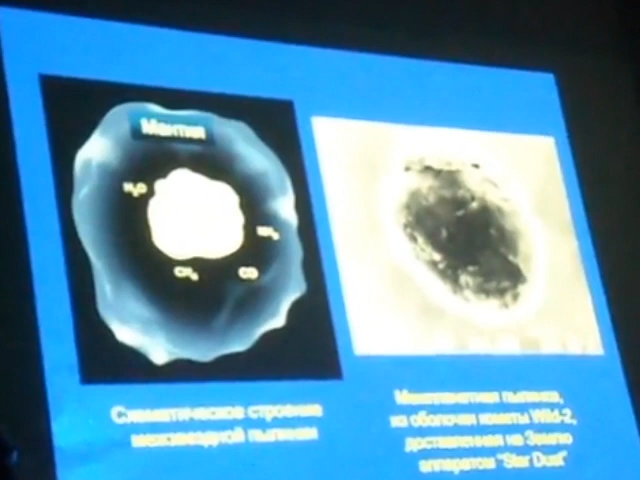 Мантия
H₂O
NH₃
CH₄
CO
Схематическое строение
межзвездной пылинки
Межпланетная пылинка,
из оболочки кометы Wild-2,
доставленная на Землю
аппаратом "Star Dust"